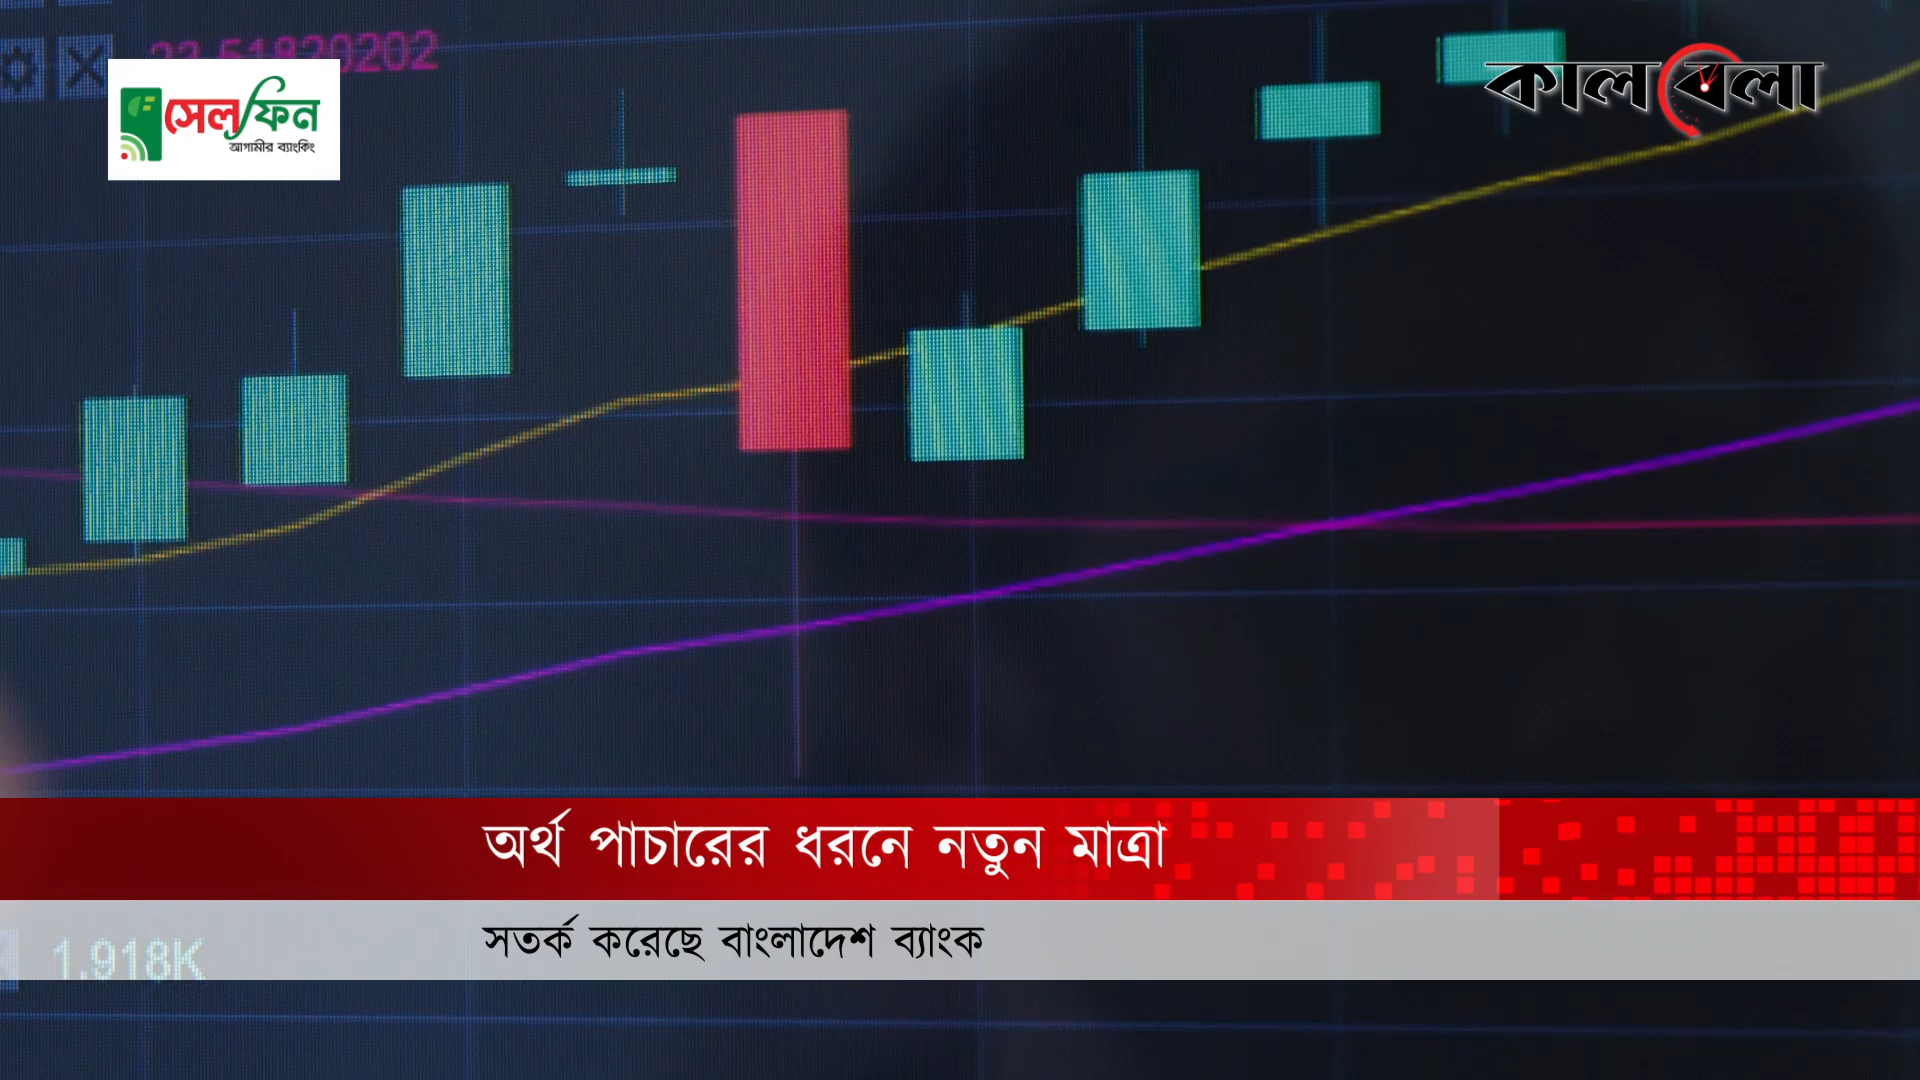 সেলফিন
আগামীর ব্যাংকিং
কালবেলা
অর্থ পাচারের ধরনে নতুন মাত্রা
সতর্ক করেছে বাংলাদেশ ব্যাংক
1.918K